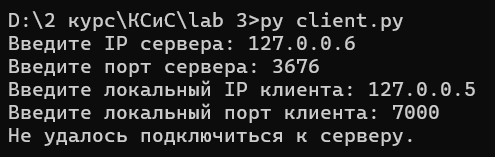 D:\2 курс\КСиС\lab 3>py client.py
Введите IP сервера: 127.0.0.6
Введите порт сервера: 3676
Введите локальный IP клиента: 127.0.0.5
Введите локальный порт клиента: 7000
Не удалось подключиться к серверу.